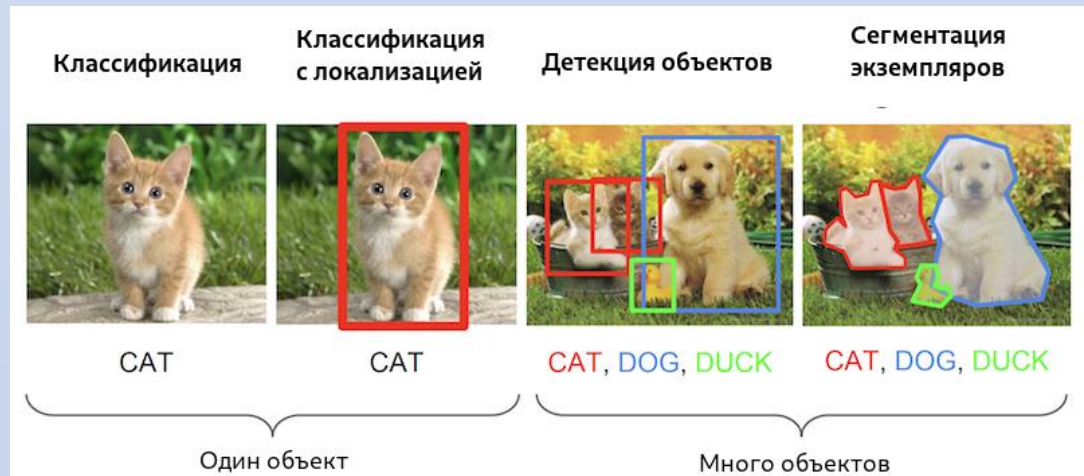 Классификация
Классификация
с локализацией
Детекция объектов
Сегментация
экземпляров
CAT
CAT
CAT, DOG, DUCK
CAT, DOG, DUCK
Один объект
Много объектов